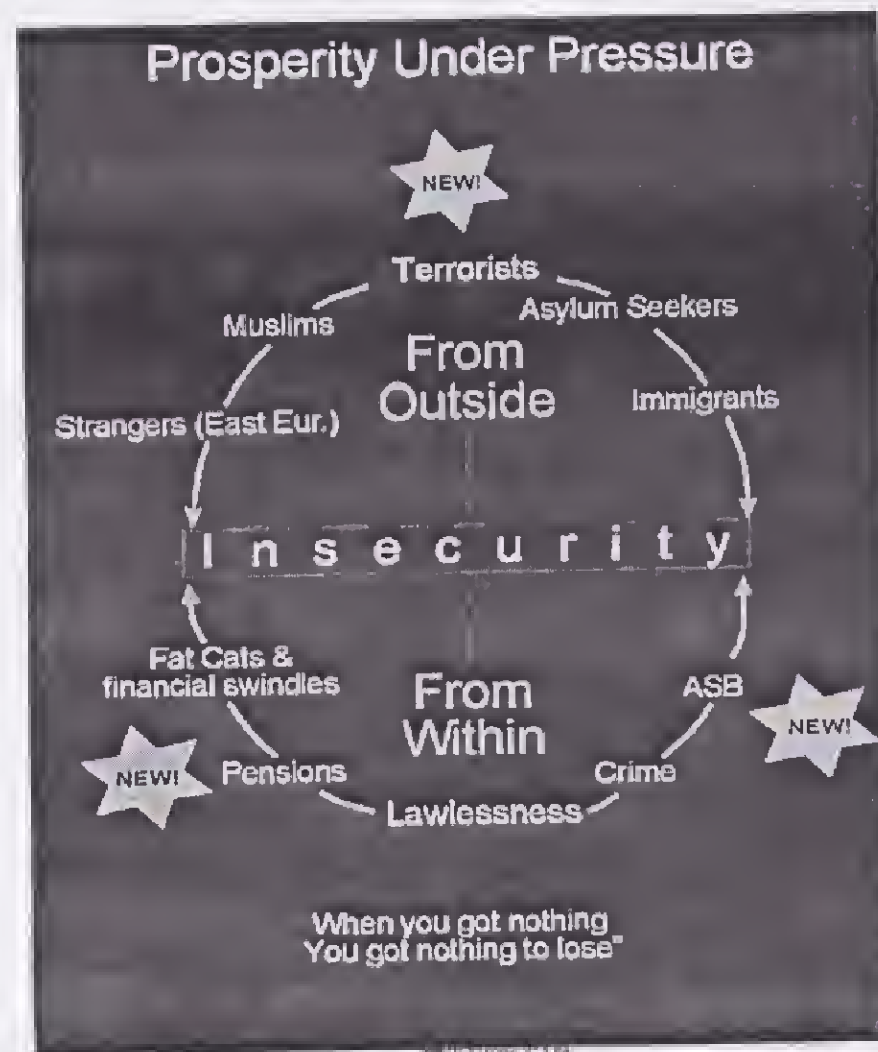 Prosperity Under Pressure
NEW!
Terrorists
Muslims
Asylum Seekers
From
Outside
Strangers (East Eur.)
Immigrants
Insecurity
Fat Cats &
financial swindles
From
Within
ASB
NEW!
NEW!
Pensions
Crime
Lawlessness
When you got nothing
You got nothing to lose"